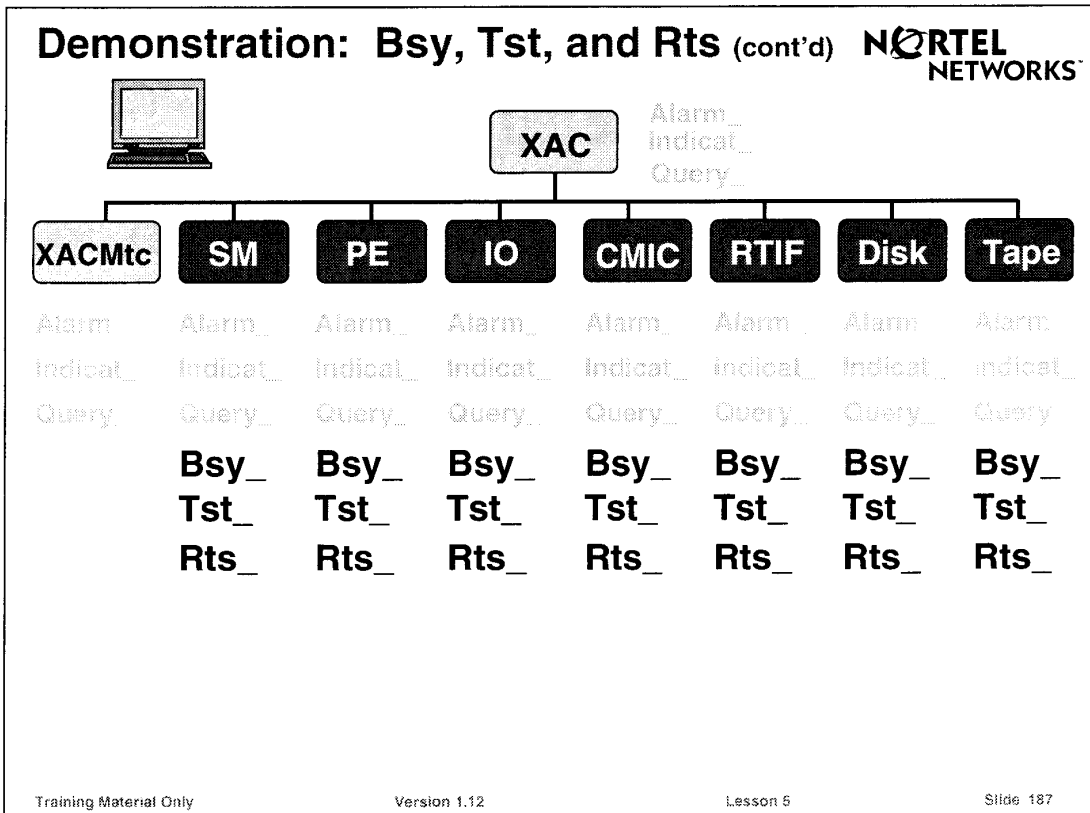 Demonstration: Bsy, Tst, and Rts (cont'd)
NORTEL
NETWORKS
XAC
Alarm_
Indicat_
Query_
XACMtc SM PE IO CMIC RTIF Disk Tape
Alarm Alarm_ Alarm_ Alarm_ Alarm_ Alarm_ Alarm Alarm
Indicat_ Indicat_ Indicat_ Indicat_ Indicat_ Indicat_ Indicat_ Indicat_
Query_ Query_ Query_ Query_ Query_ Query_ Query_ Query
Bsy_ Bsy_ Bsy_ Bsy_ Bsy_ Bsy_ Bsy_
Tst_ Tst_ Tst_ Tst_ Tst_ Tst_ Tst_
Rts_ Rts_ Rts_ Rts_ Rts_ Rts_ Rts_
Training Material Only Version 1.12 Lesson 5 Slide 187